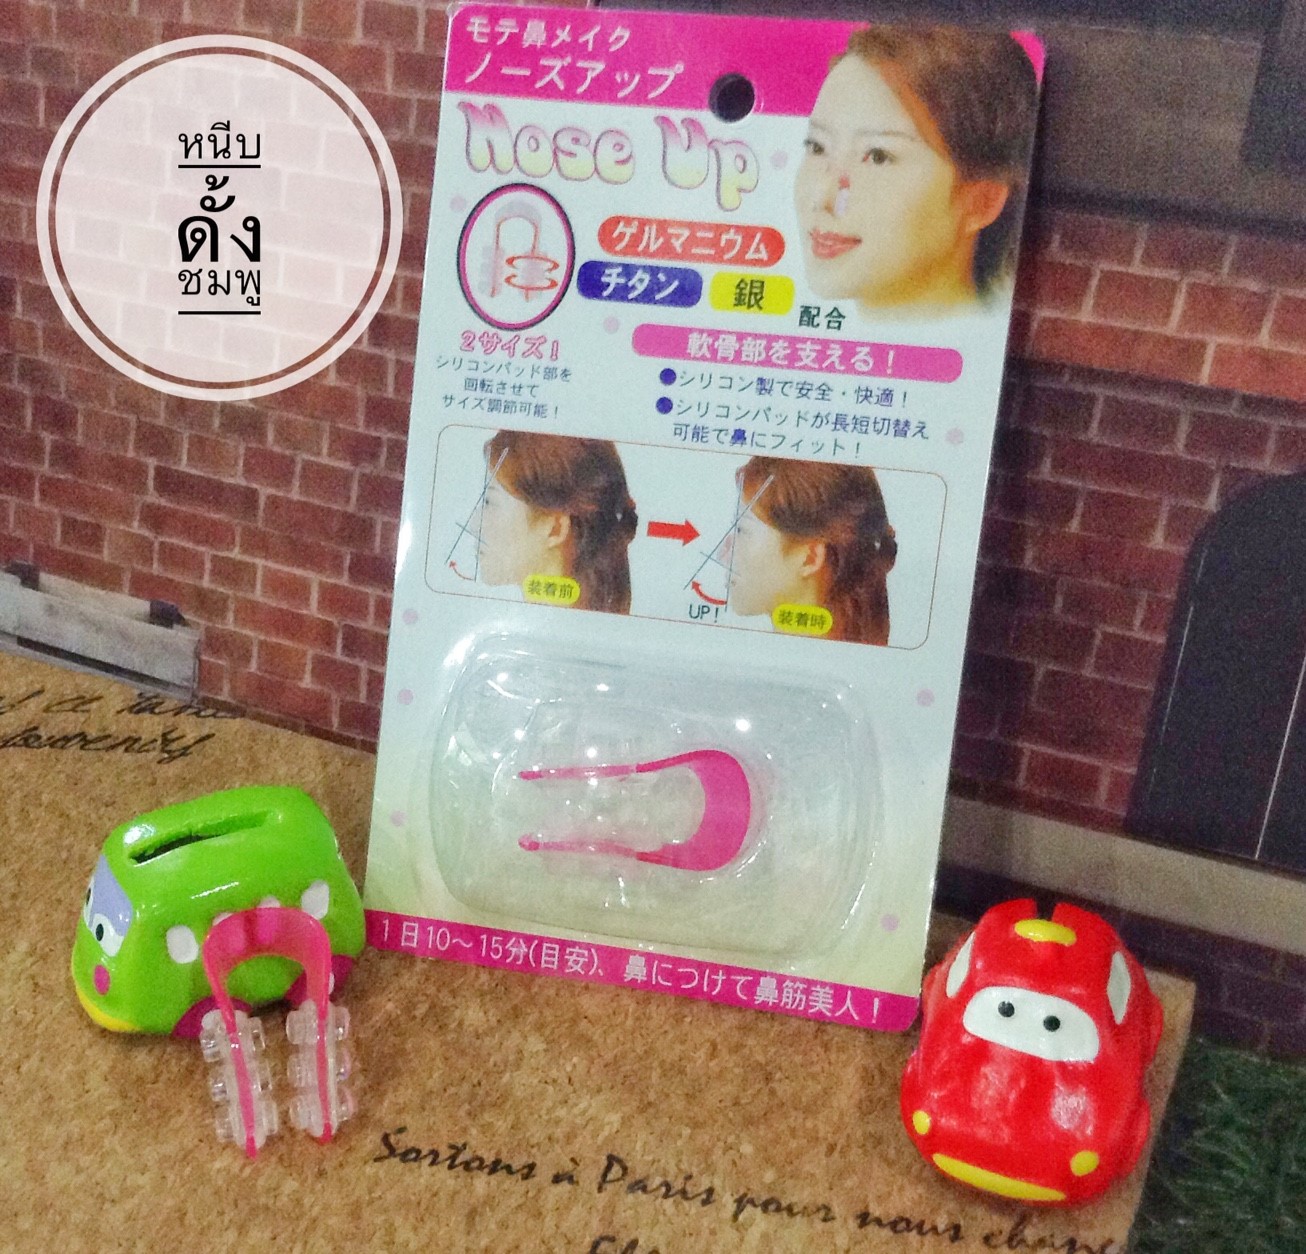 หนีบ
ดั้ง
ชมพู
モテ鼻メイク
ノーズアップ
Nose Up
ゲルマニウム
チタン
銀
配合
2サイズ！
シリコンパッド部を
回転させて
サイズ調節可能！
軟骨部を支える！
●シリコン製で安全・快適！
●シリコンパッドが長短切替え
可能で鼻にフィット！
装着前
UP!
装着時
1日10～15分(目安)、鼻につけて鼻筋美人！
Sortons à Paris pour nous